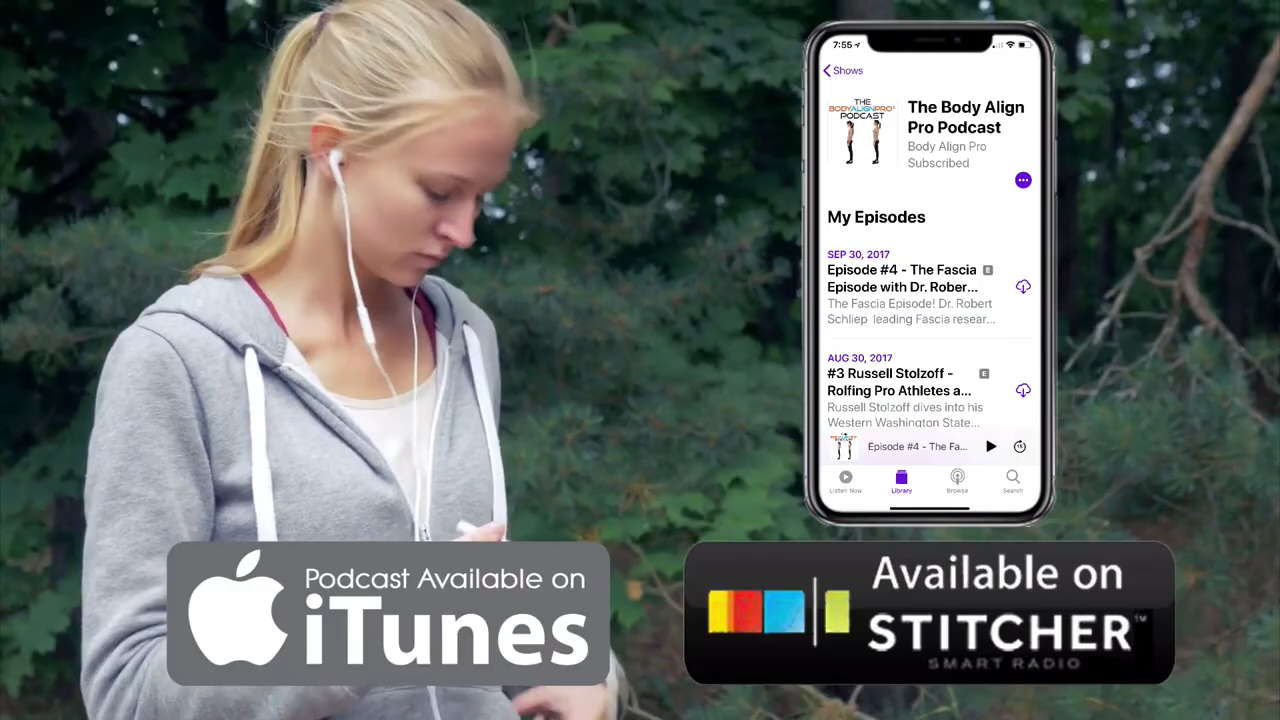 7:55
Shows
THE
BODYALIGNPRO
PODCAST
The Body Align
Pro Podcast
Body Align Pro
Subscribed
My Episodes
SEP 30, 2017
Episode #4 - The Fascia E
Episode with Dr. Rober...
The Fascia Episode! Dr. Robert
Schliep leading Fascia resear...
AUG 30, 2017
#3 Russell Stolzoff - E
Rolfing Pro Athletes a...
Russell Stolzoff dives into his
Western Washington State...
Episode #4 - The Fa...
15
Listen Now
Library
Browse
Search
Podcast Available on
iTunes
Available on
STITCHER™
SMART RADIO